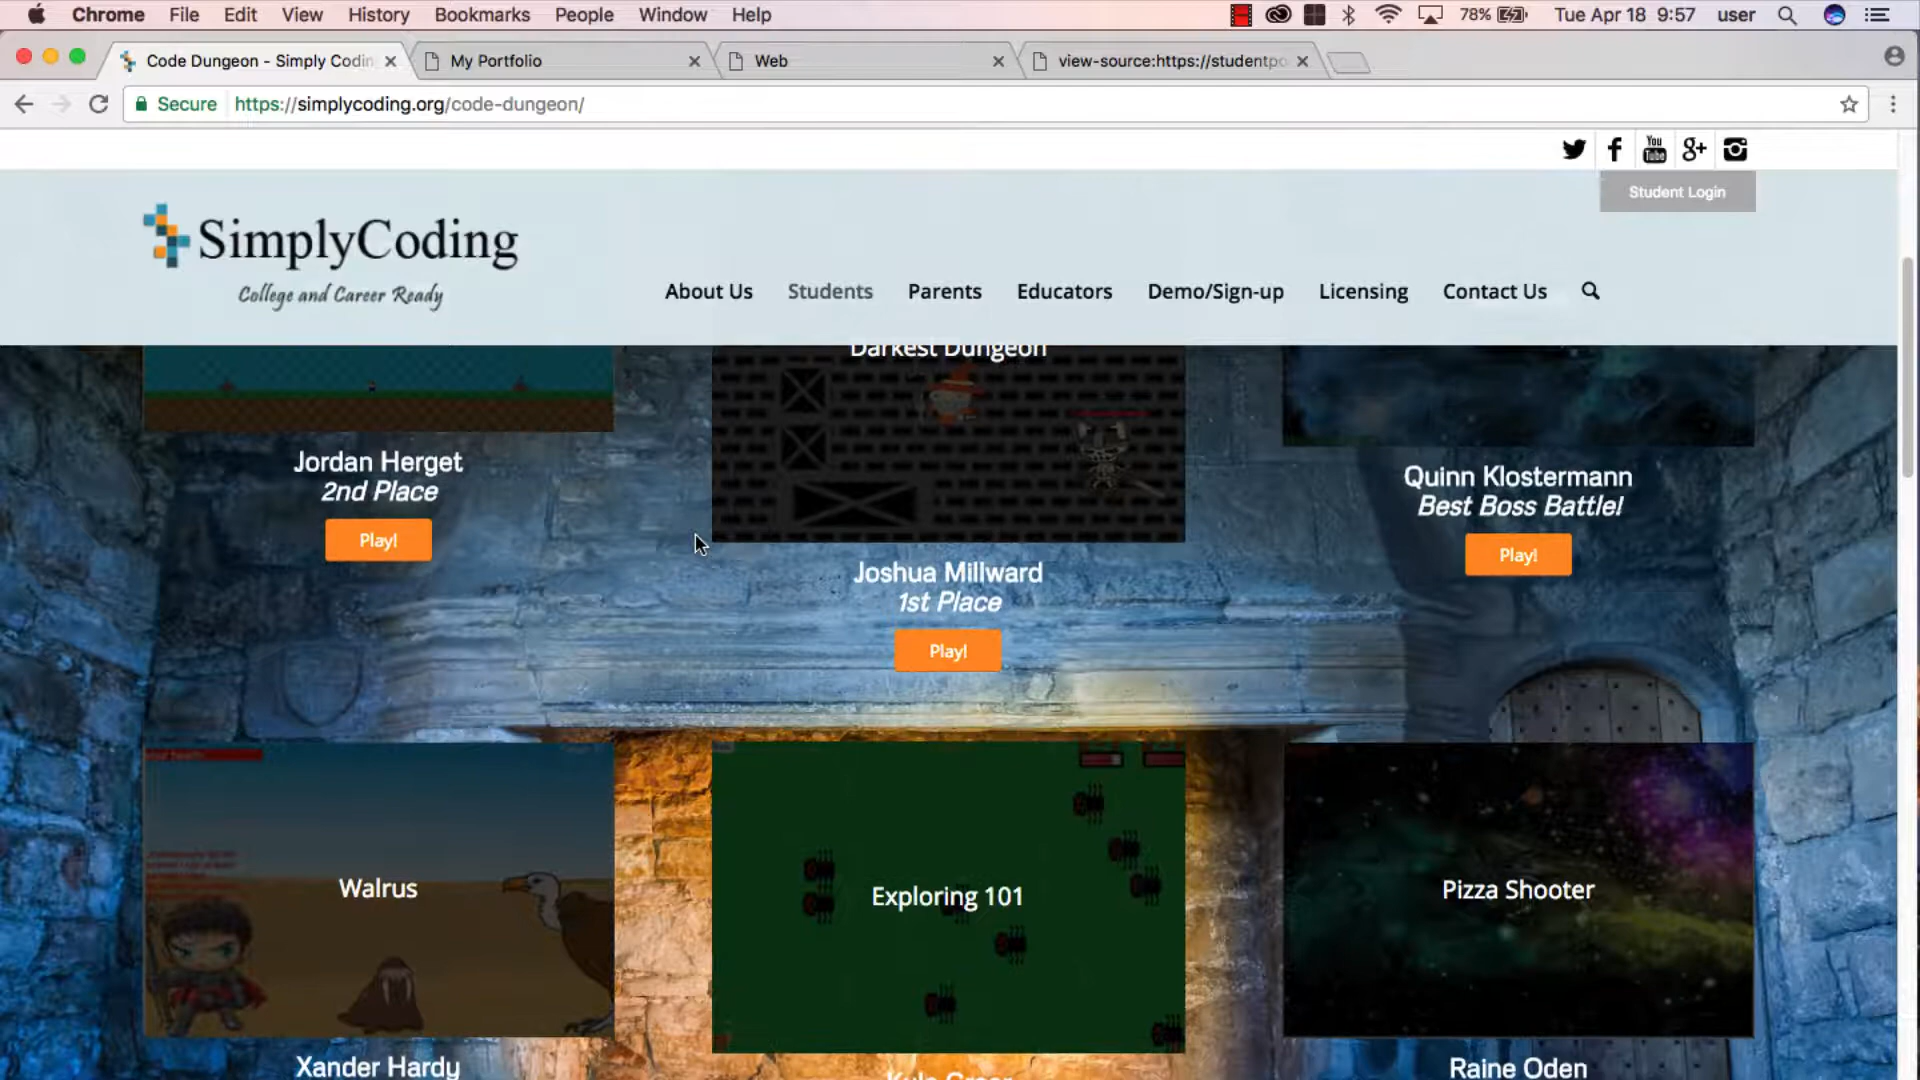 Chrome File Edit View History Bookmarks People Window Help 78% Tue Apr 18 9:57 user
Code Dungeon - Simply Codin My Portfolio Web view-source:https://studentpo
Secure https://simplycoding.org/code-dungeon/
You Tube g+
Student Login
SimplyCoding
College and Career Ready
About Us Students Parents Educators Demo/Sign-up Licensing Contact Us
Darkest Dungeon
Jordan Herget
2nd Place
Play!
Joshua Millward
1st Place
Play!
Quinn Klostermann
Best Boss Battle!
Play!
Walrus
Exploring 101
Pizza Shooter
Xander Hardy
Raine Oden